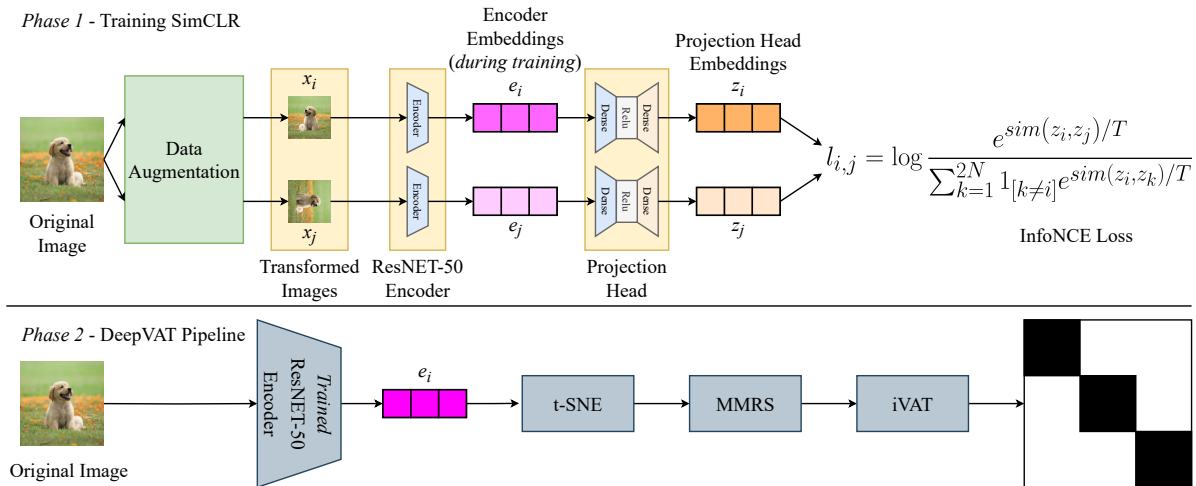 Phase 1 - Training SimCLR
Original
Image
Data
Augmentation
x_i
x_j
Transformed
Images
Encoder
Encoder
ResNET-50
Encoder
Encoder
Embeddings
(during training)
e_i
e_j
Dense
Relu
Dense
Dense
Relu
Dense
Projection
Head
Projection Head
Embeddings
z_i
z_j
l_{i,j} = log \frac{e^{sim(z_i,z_j)/T}}{\sum_{k=1}^{2N} 1_{[k≠i]} e^{sim(z_i,z_k)/T}}
InfoNCE Loss
Phase 2 - DeepVAT Pipeline
Original Image
Trained
ResNET-50
Encoder
e_i
t-SNE
MMRS
iVAT